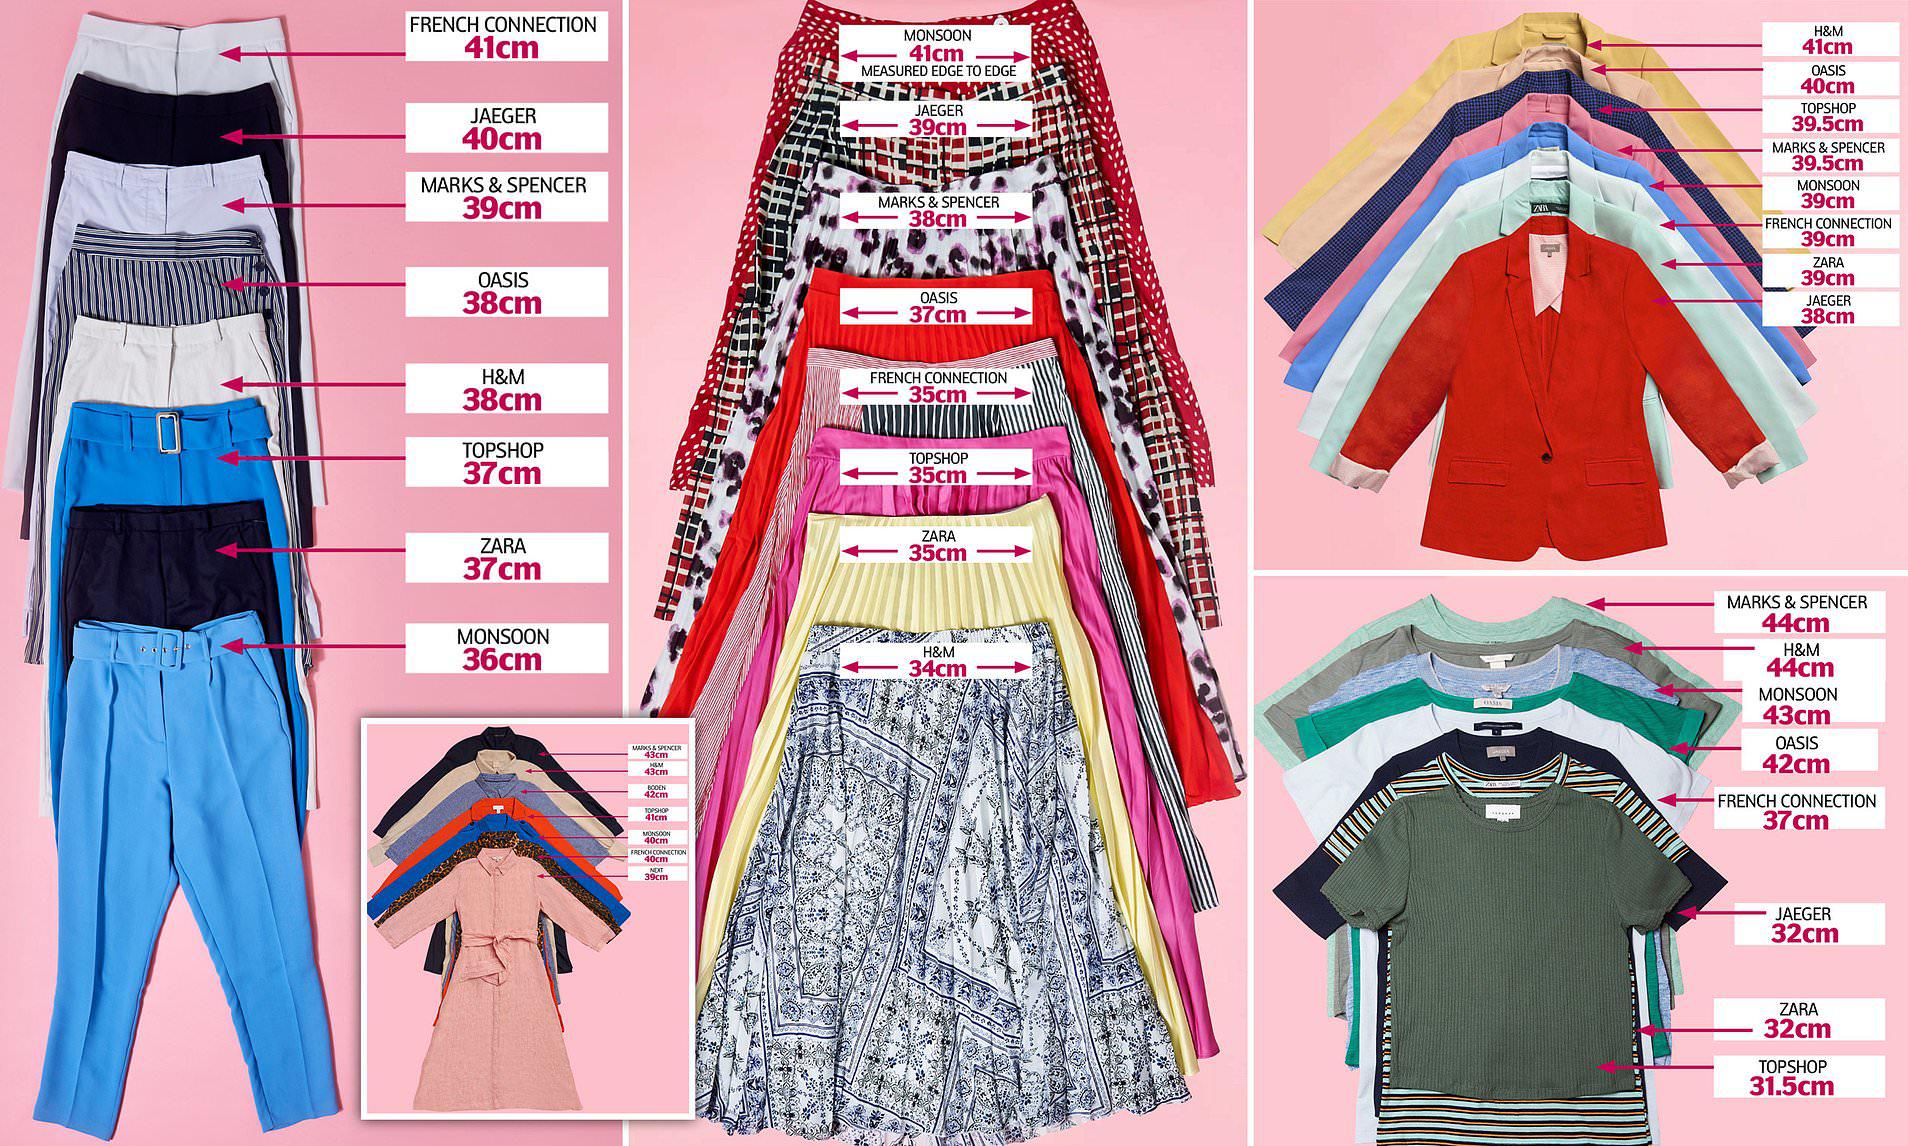 FRENCH CONNECTION
41cm
JAEGER
40cm
MARKS & SPENCER
39cm
OASIS
38cm
H&M
38cm
TOPSHOP
37cm
ZARA
37cm
MONSOON
36cm
MARKS & SPENCER
43cm
H&M
43cm
BODEN
42cm
TOPSHOP
41cm
MONSOON
40cm
FRENCH CONNECTION
40cm
NEXT
39cm
MONSOON
41cm
MEASURED EDGE TO EDGE
JAEGER
39cm
MARKS & SPENCER
38cm
OASIS
37cm
FRENCH CONNECTION
35cm
TOPSHOP
35cm
ZARA
35cm
H&M
34cm
H&M
41cm
OASIS
40cm
TOPSHOP
39.5cm
MARKS & SPENCER
39.5cm
MONSOON
39cm
FRENCH CONNECTION
39cm
ZARA
39cm
JAEGER
38cm
ZARA
MARKS & SPENCER
44cm
H&M
44cm
MONSOON
43cm
OASIS
42cm
FRENCH CONNECTION
37cm
JAEGER
32cm
ZARA
32cm
TOPSHOP
31.5cm
OASIS
JAEGER
ZARA